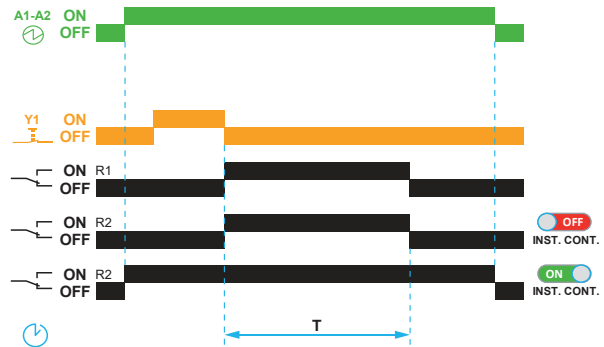 A1-A2 ON
OFF
Y1 ON
OFF
ON R1
OFF
ON R2
OFF
OFF
INST. CONT.
ON R2
OFF
ON
INST. CONT.
T